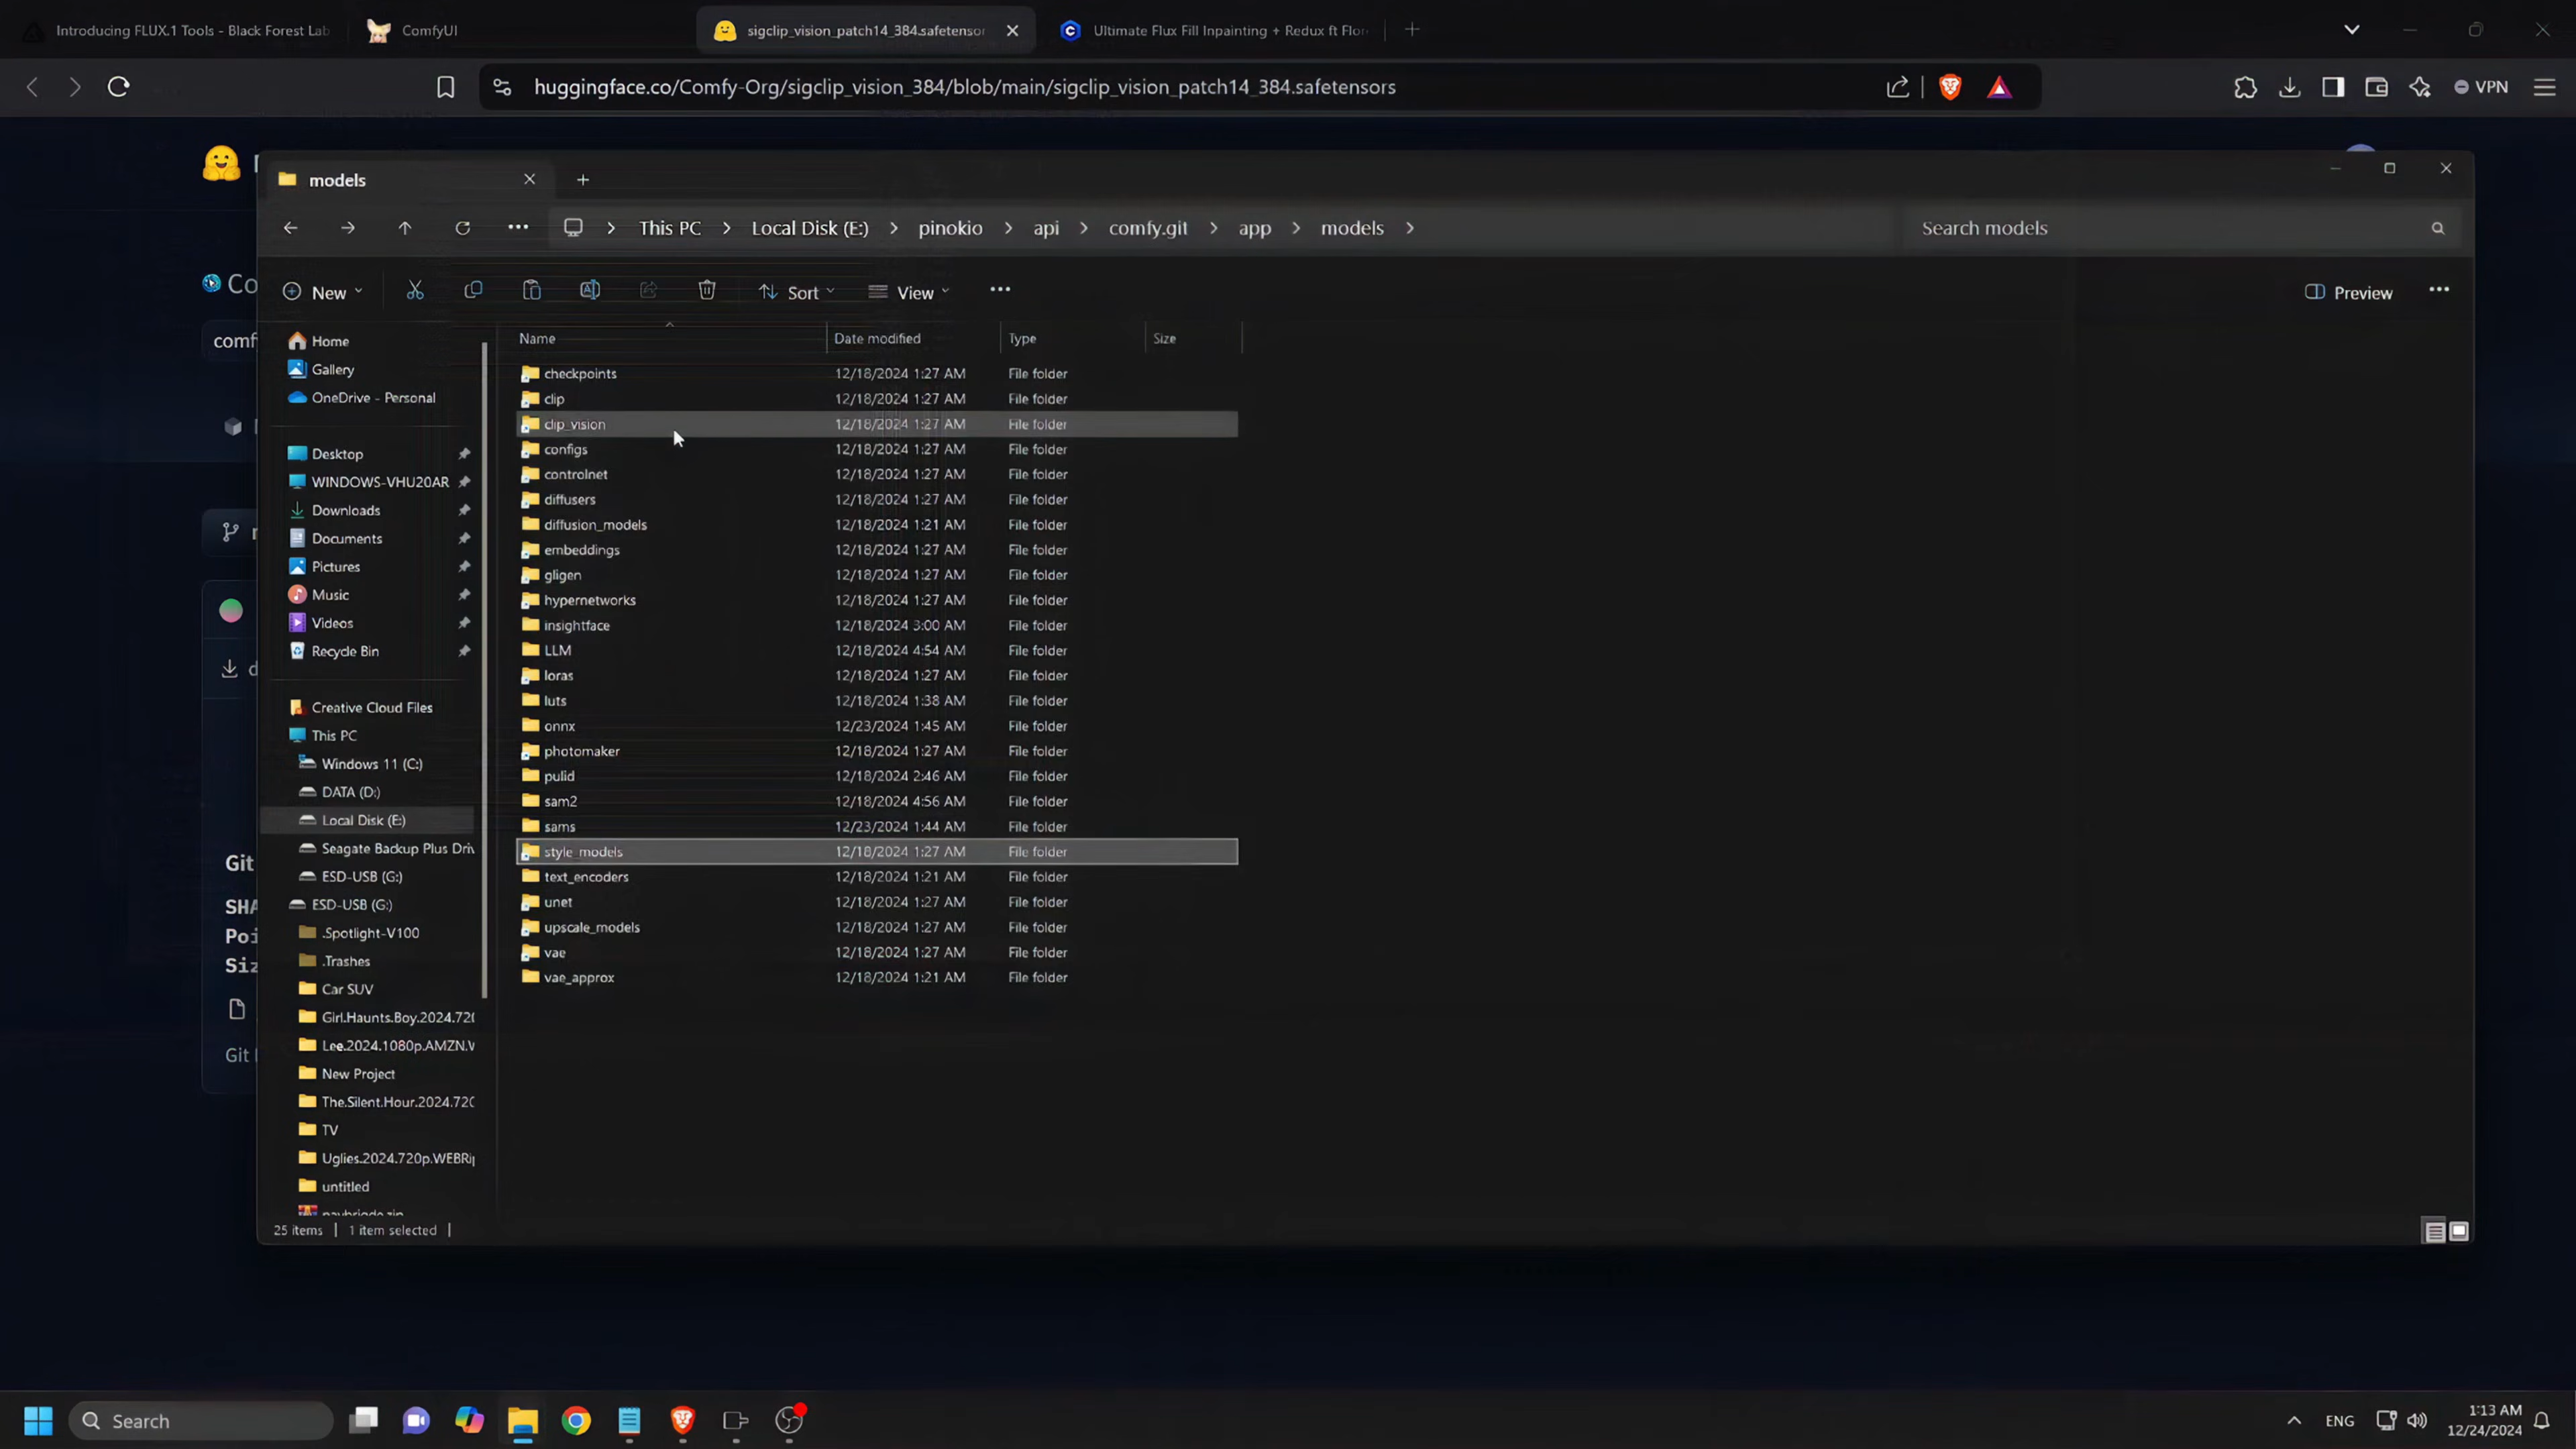 Introducing FLUX.1 Tools - Black Forest Lab
ComfyUI
sigclip_vision_patch14_384.safetensor
Ultimate Flux Fill Inpainting + Redux ft Flor
huggingface.co/Comfy-Org/sigclip_vision_384/blob/main/sigclip_vision_patch14_384.safetensors
VPN
models
This PC > Local Disk (E:) > pinokio > api > comfy.git > app > models >
Search models
Co
New
Sort
View
Preview
comf
Name Date modified Type Size
Home
Gallery
OneDrive - Personal
Desktop
WINDOWS-VHU20AR
Downloads
Documents
Pictures
Music
Videos
Recycle Bin
Creative Cloud Files
This PC
Windows 11 (C:)
DATA (D:)
Local Disk (E:)
Seagate Backup Plus Driv
ESD-USB (G:)
ESD-USB (G:)
.Spotlight-V100
.Trashes
Car SUV
Girl.Haunts.Boy.2024.720
Lee.2024.1080p.AMZN.W
New Project
The.Silent.Hour.2024.720
TV
Uglies.2024.720p.WEBRip
untitled
checkpoints 12/18/2024 1:27 AM File folder
clip 12/18/2024 1:27 AM File folder
clip_vision 12/18/2024 1:27 AM File folder
configs 12/18/2024 1:27 AM File folder
controlnet 12/18/2024 1:27 AM File folder
diffusers 12/18/2024 1:27 AM File folder
diffusion_models 12/18/2024 1:21 AM File folder
embeddings 12/18/2024 1:27 AM File folder
gligen 12/18/2024 1:27 AM File folder
hypernetworks 12/18/2024 1:27 AM File folder
insightface 12/18/2024 3:00 AM File folder
LLM 12/18/2024 4:54 AM File folder
loras 12/18/2024 1:27 AM File folder
luts 12/18/2024 1:38 AM File folder
onnx 12/23/2024 1:45 AM File folder
photomaker 12/18/2024 1:27 AM File folder
pulid 12/18/2024 2:46 AM File folder
sam2 12/18/2024 4:56 AM File folder
sams 12/23/2024 1:44 AM File folder
style_models 12/18/2024 1:27 AM File folder
text_encoders 12/18/2024 1:21 AM File folder
unet 12/18/2024 1:27 AM File folder
upscale_models 12/18/2024 1:27 AM File folder
vae 12/18/2024 1:27 AM File folder
vae_approx 12/18/2024 1:21 AM File folder
Git
SHA
Poi
Siz
Git
25 items
1 item selected
Search
ENG
1:13 AM
12/24/2024